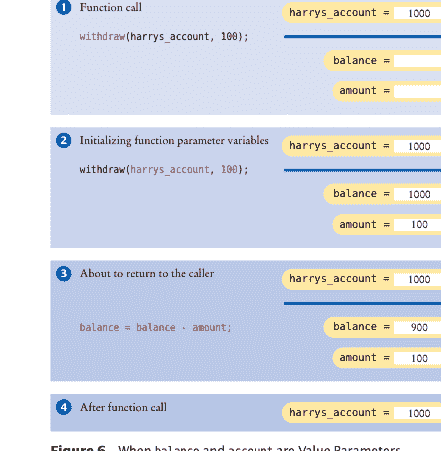 1 Function call
harrys_account = 1000
withdraw(harrys_account, 100);
balance =
amount =
2 Initializing function parameter variables
harrys_account = 1000
withdraw(harrys_account, 100);
balance = 1000
amount = 100
3 About to return to the caller
harrys_account = 1000
balance = balance - amount;
balance = 900
amount = 100
4 After function call
harrys_account = 1000
Figure 6 When balance and account are Value Parameters